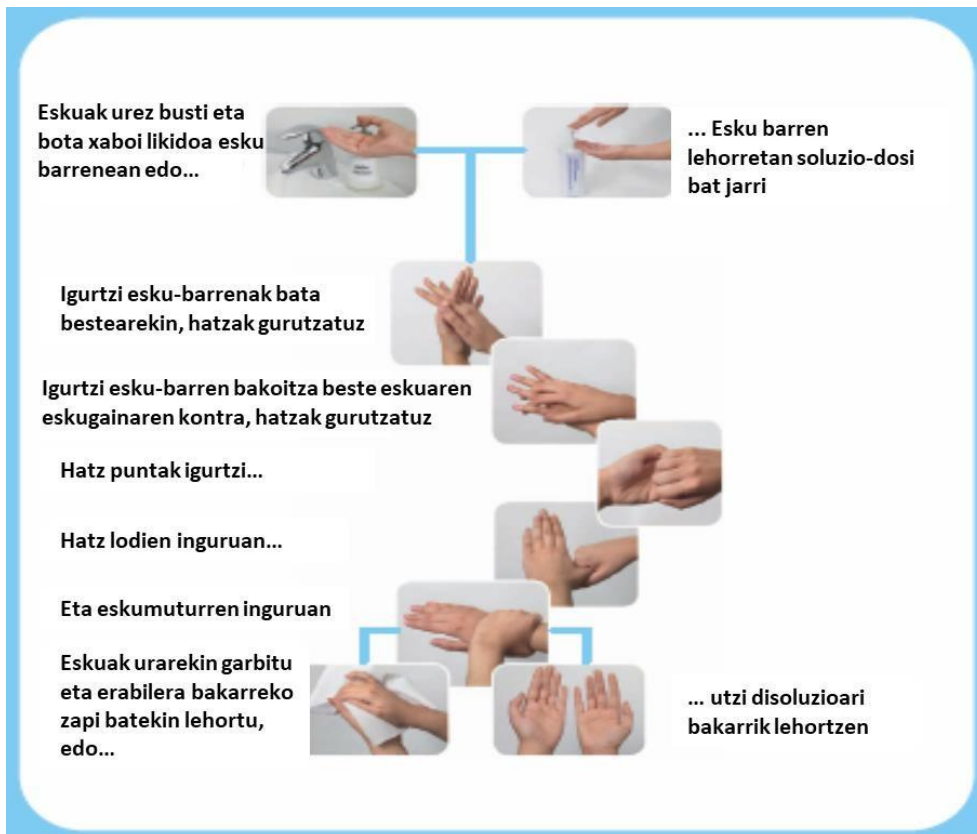 Eskuak urez busti eta
bota xaboi likidoa esku
barrenean edo...
... Esku barren
lehorretan soluzio-dosi
bat jarri
Igurtzi esku-barrenak bata
bestearekin, hatzak gurutzatuz
Igurtzi esku-barren bakoitza beste eskuaren
eskugainaren kontra, hatzak gurutzatuz
Hatz puntak igurtzi...
Hatz lodien inguruan...
Eta eskumuturren inguruan
Eskuak urarekin garbitu
eta erabilera bakarreko
zapi batekin lehortu,
edo...
... utzi disoluzioari
bakarrik lehortzen